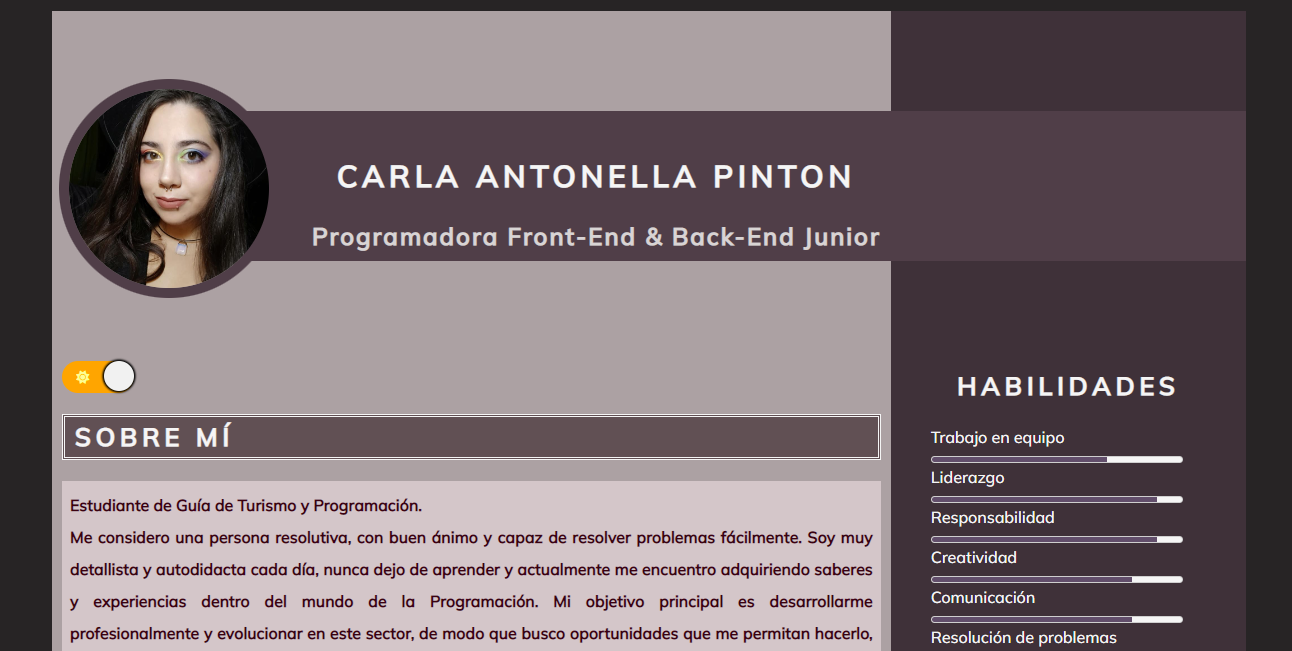 CARLA ANTONELLA PINTON
Programadora Front-End & Back-End Junior
SOBRE MÍ
Estudiante de Guía de Turismo y Programación.
Me considero una persona resolutiva, con buen ánimo y capaz de resolver problemas fácilmente. Soy muy
detallista y autodidacta cada día, nunca dejo de aprender y actualmente me encuentro adquiriendo saberes
y experiencias dentro del mundo de la Programación. Mi objetivo principal es desarrollarme
profesionalmente y evolucionar en este sector, de modo que busco oportunidades que me permitan hacerlo,
HABILIDADES
Trabajo en equipo
Liderazgo
Responsabilidad
Creatividad
Comunicación
Resolución de problemas